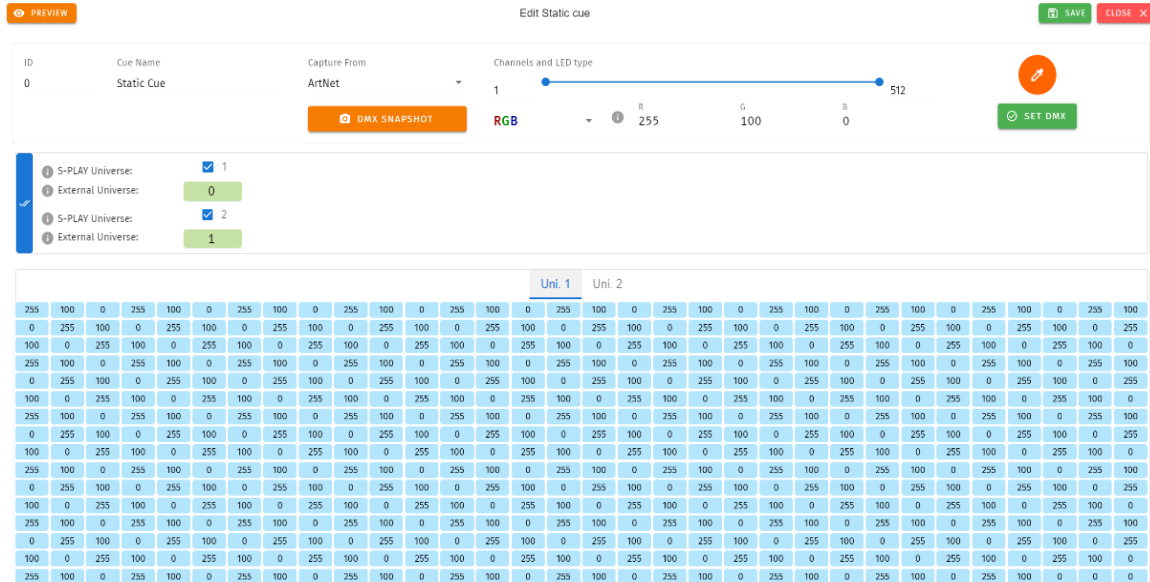 PREVIEW Edit Static cue SAVE CLOSE
ID Cue Name Capture From Channels and LED type
0 Static Cue ArtNet 1 512
DMX SNAPSHOT RGB R 255 G 100 B 0 SET DMX
S-PLAY Universe: 1
External Universe: 0
S-PLAY Universe: 2
External Universe: 1
Uni. 1 Uni. 2
255 100 0 255 100 0 255 100 0 255 100 0 255 100 0 255 100 0 255 100 0 255 100 0 255 100 0 255 100 0 255 100
0 255 100 0 255 100 0 255 100 0 255 100 0 255 100 0 255 100 0 255 100 0 255 100 0 255 100 0 255 100 0 255
100 0 255 100 0 255 100 0 255 100 0 255 100 0 255 100 0 255 100 0 255 100 0 255 100 0 255 100 0 255 100 0
255 100 0 255 100 0 255 100 0 255 100 0 255 100 0 255 100 0 255 100 0 255 100 0 255 100 0 255 100 0 255 100
0 255 100 0 255 100 0 255 100 0 255 100 0 255 100 0 255 100 0 255 100 0 255 100 0 255 100 0 255 100 0 255
100 0 255 100 0 255 100 0 255 100 0 255 100 0 255 100 0 255 100 0 255 100 0 255 100 0 255 100 0 255 100 0
255 100 0 255 100 0 255 100 0 255 100 0 255 100 0 255 100 0 255 100 0 255 100 0 255 100 0 255 100 0 255 100
0 255 100 0 255 100 0 255 100 0 255 100 0 255 100 0 255 100 0 255 100 0 255 100 0 255 100 0 255 100 0 255
100 0 255 100 0 255 100 0 255 100 0 255 100 0 255 100 0 255 100 0 255 100 0 255 100 0 255 100 0 255 100 0
255 100 0 255 100 0 255 100 0 255 100 0 255 100 0 255 100 0 255 100 0 255 100 0 255 100 0 255 100 0 255 100
0 255 100 0 255 100 0 255 100 0 255 100 0 255 100 0 255 100 0 255 100 0 255 100 0 255 100 0 255 100 0 255
100 0 255 100 0 255 100 0 255 100 0 255 100 0 255 100 0 255 100 0 255 100 0 255 100 0 255 100 0 255 100 0
255 100 0 255 100 0 255 100 0 255 100 0 255 100 0 255 100 0 255 100 0 255 100 0 255 100 0 255 100 0 255 100
0 255 100 0 255 100 0 255 100 0 255 100 0 255 100 0 255 100 0 255 100 0 255 100 0 255 100 0 255 100 0 255
100 0 255 100 0 255 100 0 255 100 0 255 100 0 255 100 0 255 100 0 255 100 0 255 100 0 255 100 0 255 100 0
255 100 0 255 100 0 255 100 0 255 100 0 255 100 0 255 100 0 255 100 0 255 100 0 255 100 0 255 100 0 255 100